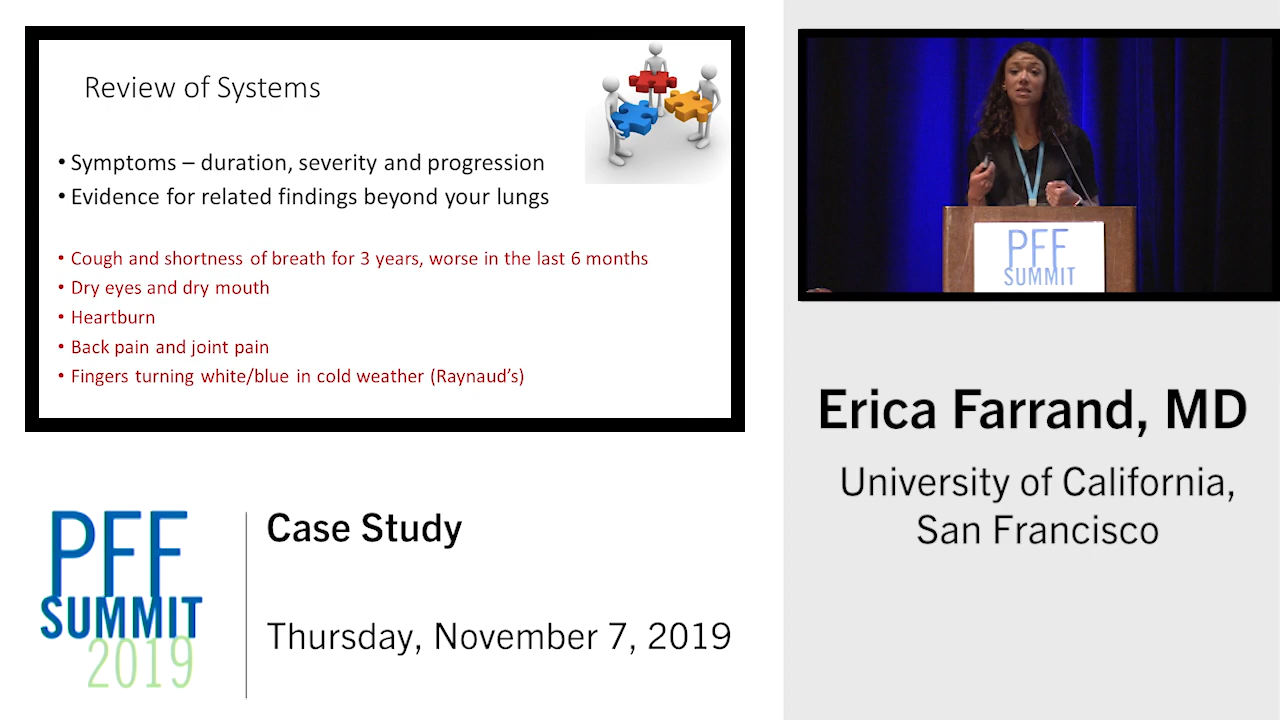 Review of Systems
• Symptoms – duration, severity and progression
• Evidence for related findings beyond your lungs
• Cough and shortness of breath for 3 years, worse in the last 6 months
• Dry eyes and dry mouth
• Heartburn
• Back pain and joint pain
• Fingers turning white/blue in cold weather (Raynaud’s)
PFF
SUMMIT
Erica Farrand, MD
University of California,
San Francisco
PFF
SUMMIT
2019
Case Study
Thursday, November 7, 2019